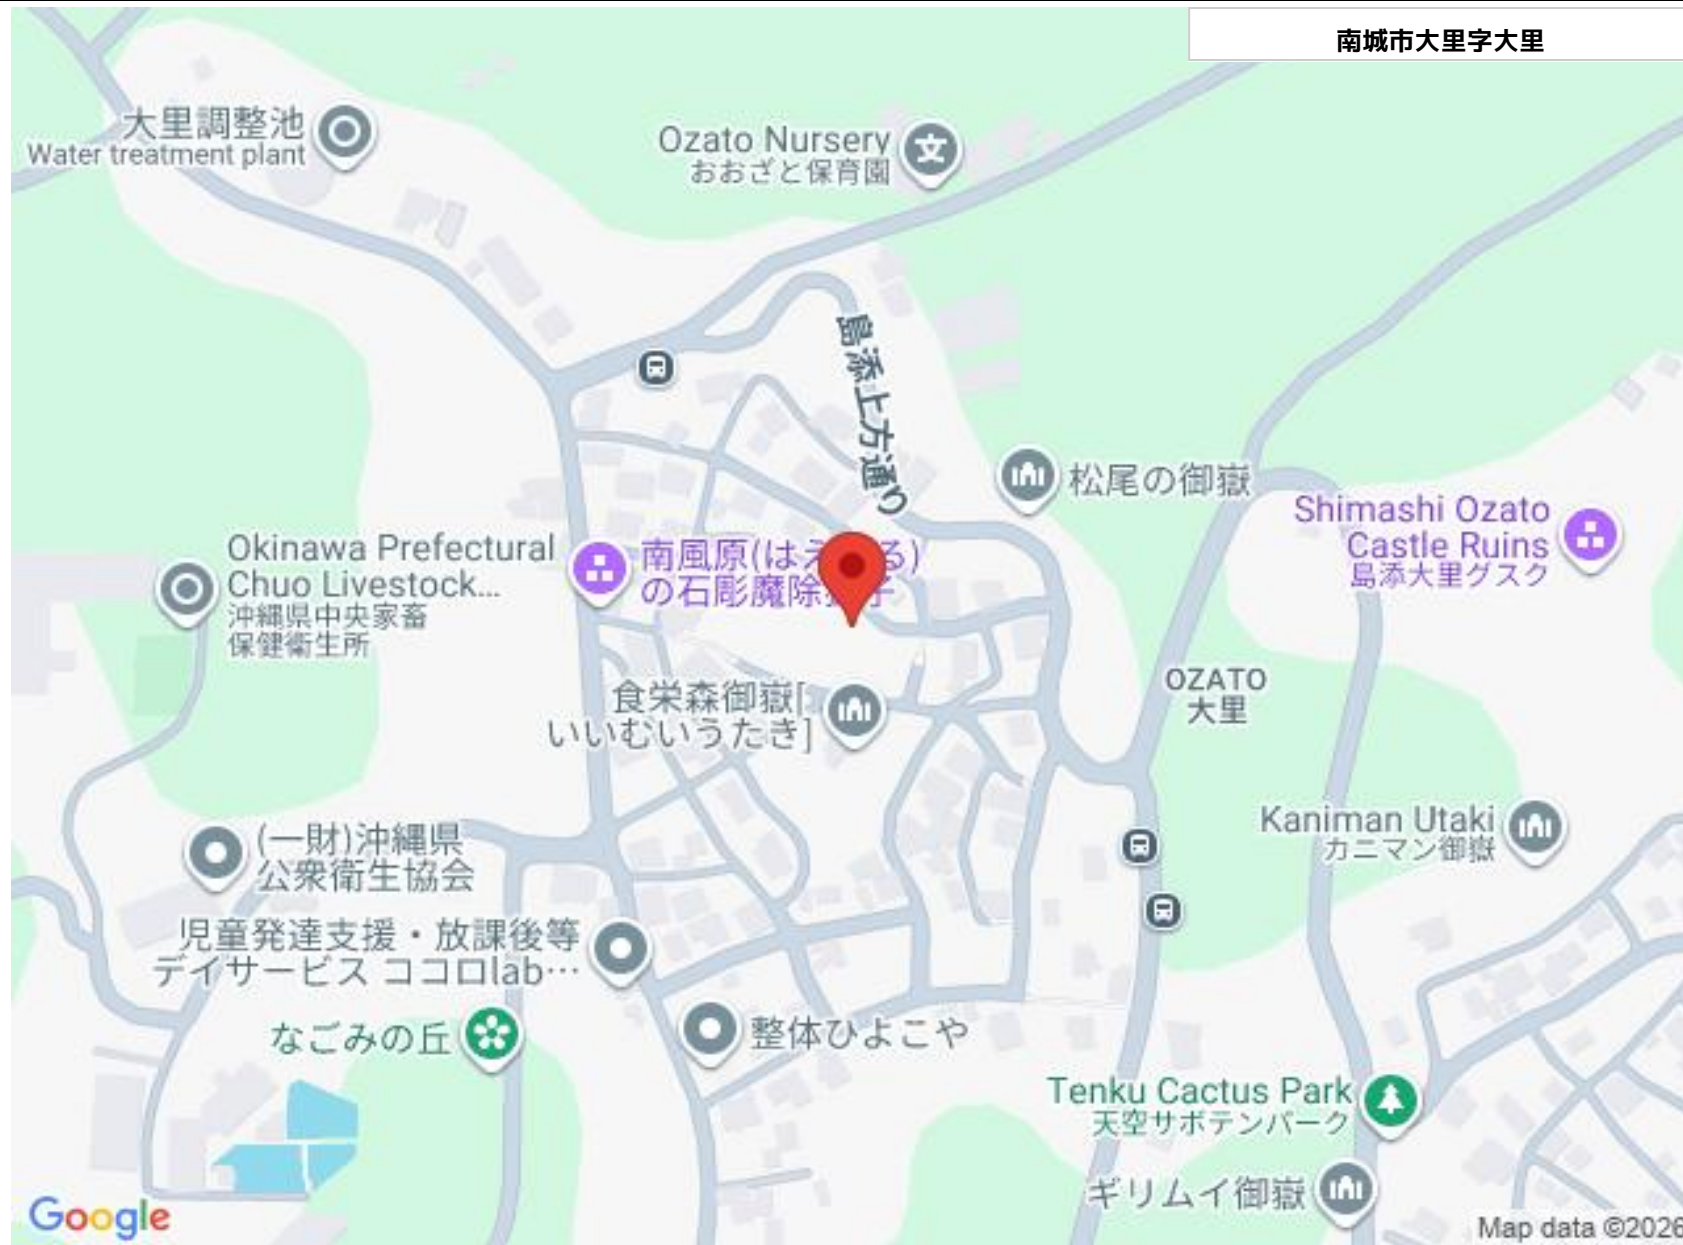 南城市大里字大里
大里調整池
Water treatment plant
Ozato Nursery
おおざと保育園
島添上方通り
松尾の御嶽
Shimashi Ozato
Castle Ruins
島添大里グスク
Okinawa Prefectural
Chuo Livestock...
沖縄県中央家畜
保健衛生所
南風原(はえ る)
の石彫魔除 子
OZATO
大里
食栄森御嶽[
いいむいうたき]
Kaniman Utaki
カニマン御嶽
(一財)沖縄県
公衆衛生協会
児童発達支援・放課後等
デイサービス ココロlab…
なごみの丘
整体ひよこや
Tenku Cactus Park
天空サボテンパーク
ギリムイ御嶽
Google
Map data ©2026